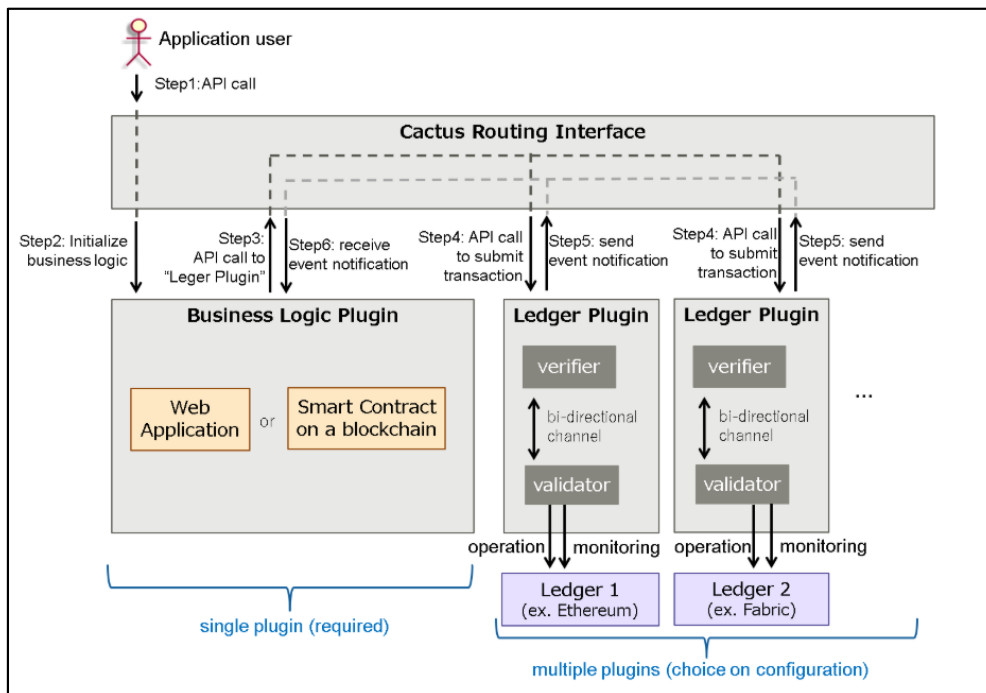 Application user
Step1:API call
Cactus Routing Interface
Step2: Initialize
business logic
Step3:
API call to
“Leger Plugin”
Step6: receive
event notification
Step4: API call
to submit
transaction
Step5: send
event notification
Step4: API call
to submit
transaction
Step5: send
event notification
Business Logic Plugin
Web
Application
or
Smart Contract
on a blockchain
Ledger Plugin
verifier
bi-directional
channel
validator
Ledger Plugin
verifier
bi-directional
channel
validator
...
operation
monitoring
operation
monitoring
Ledger 1
(ex. Ethereum)
Ledger 2
(ex. Fabric)
single plugin (required)
multiple plugins (choice on configuration)